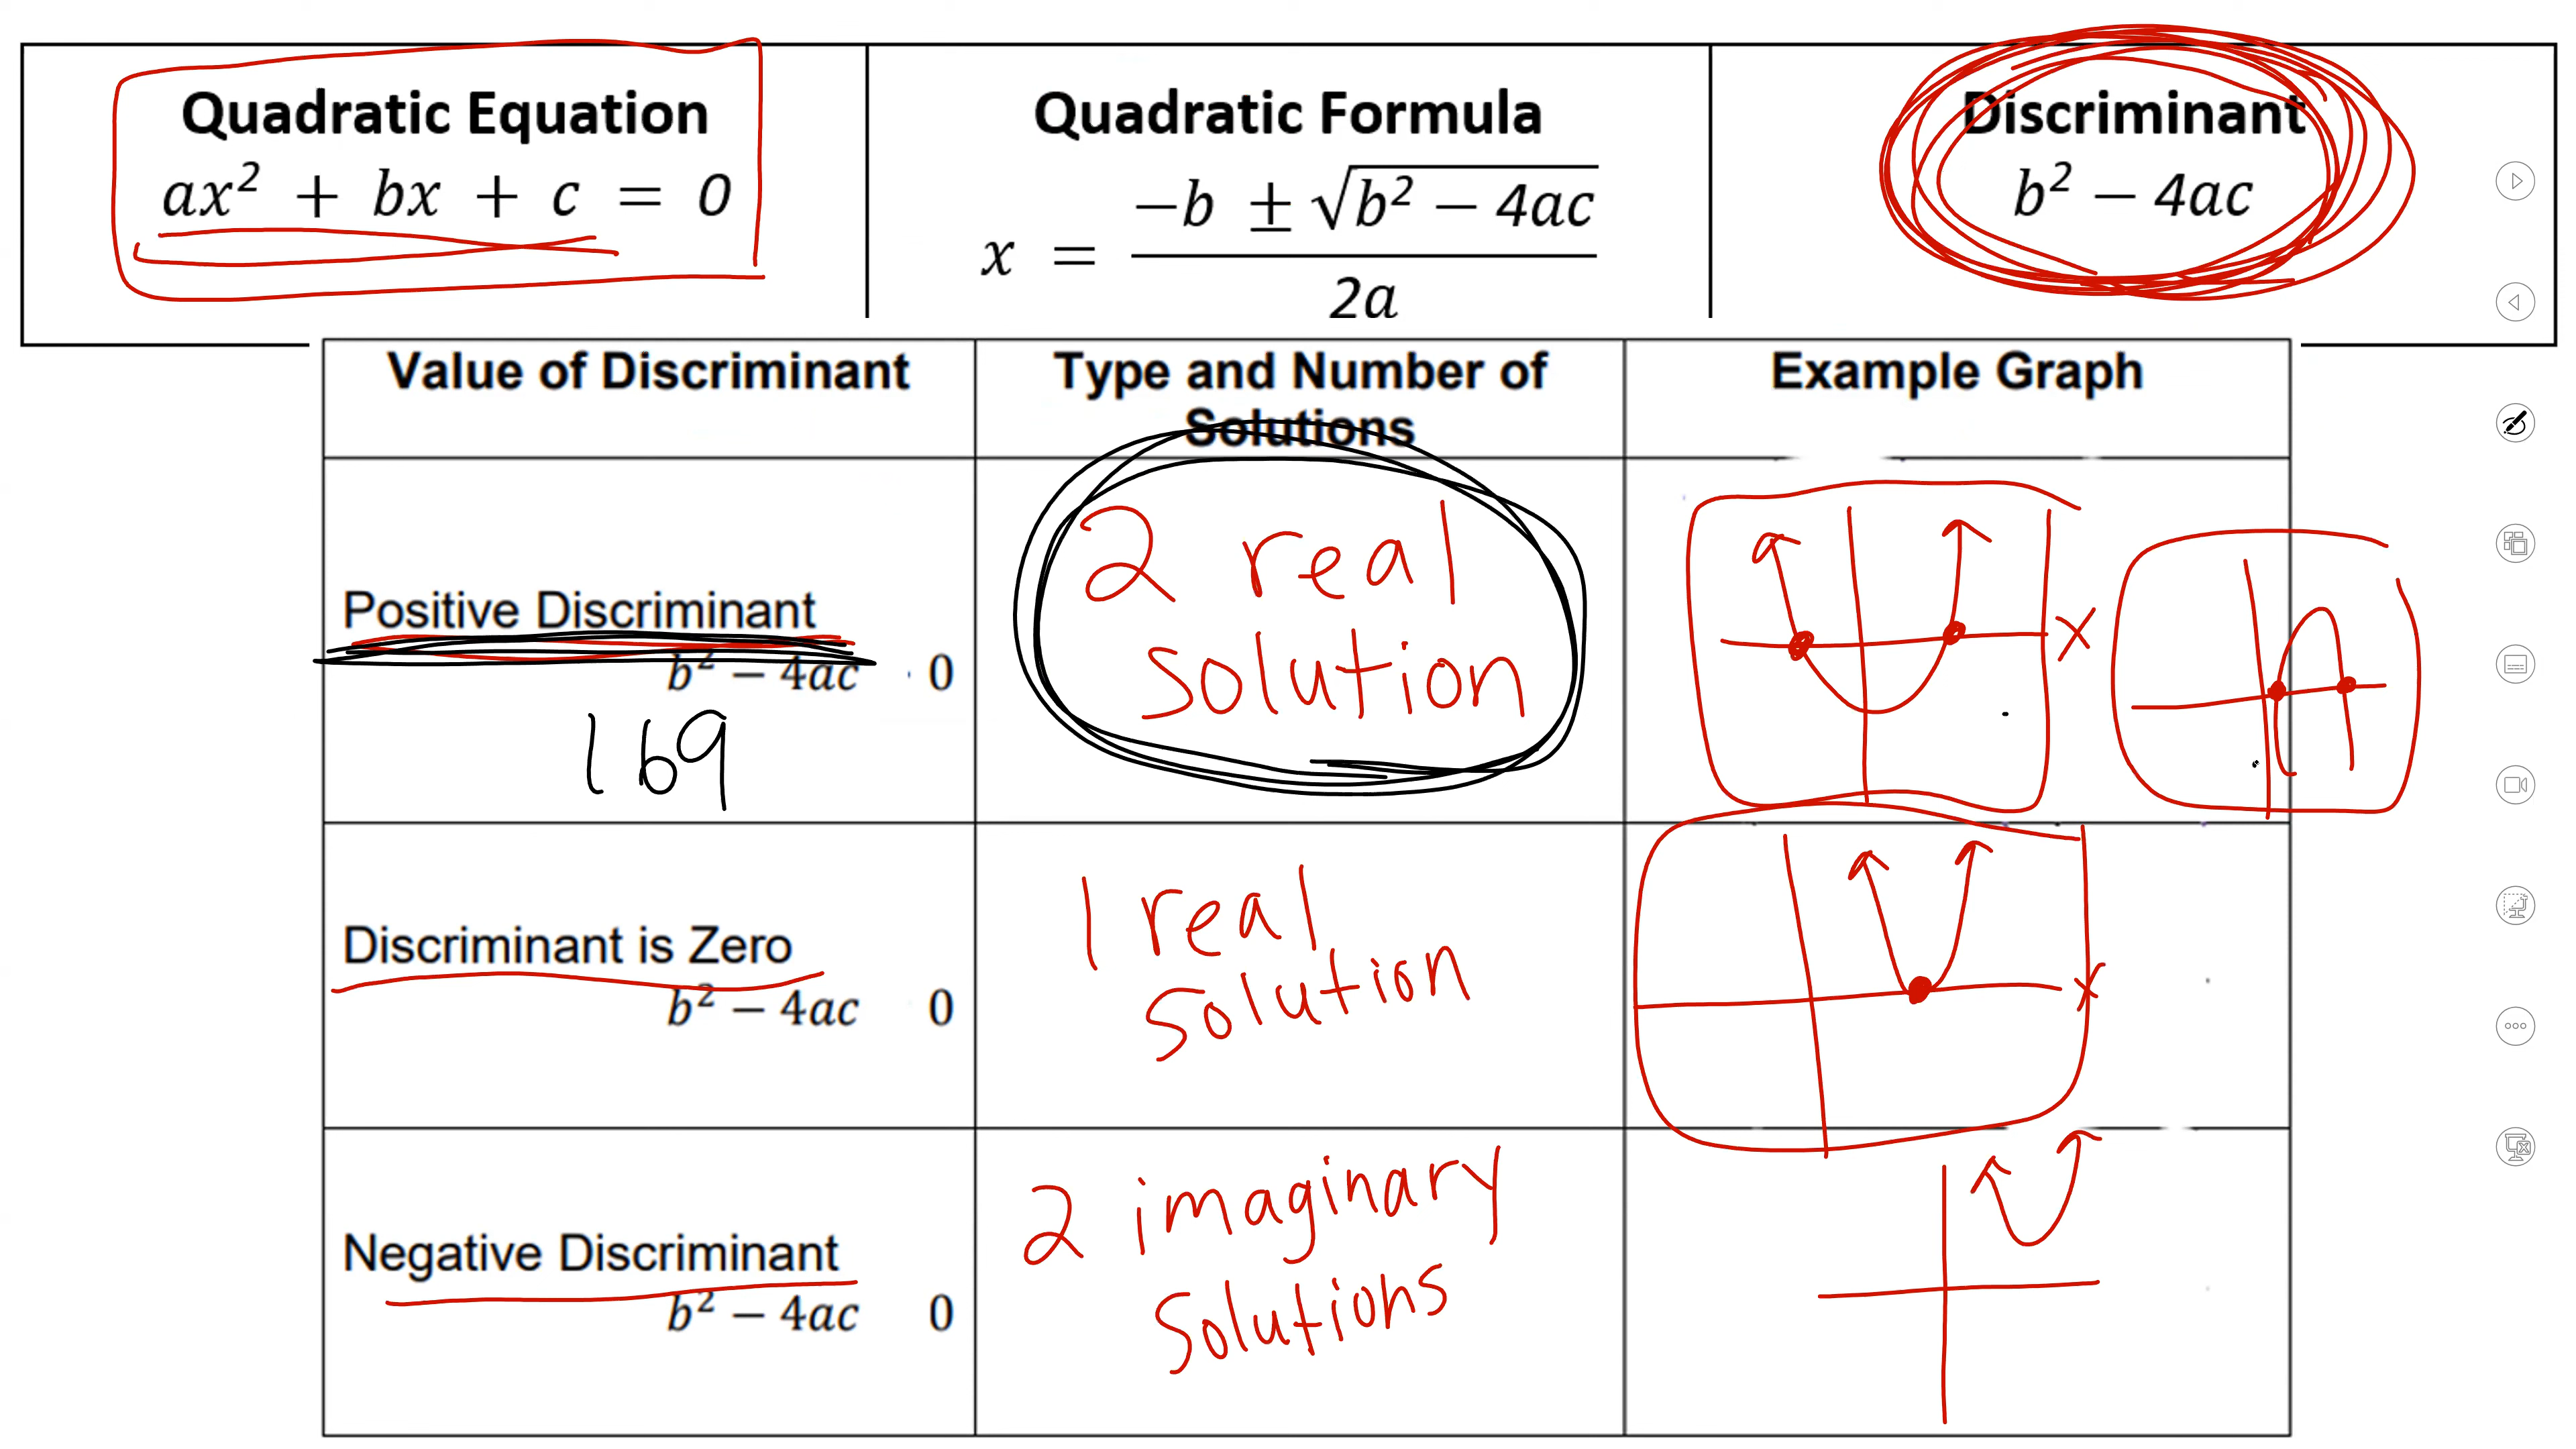 Quadratic Equation
ax² + bx + c = 0
Quadratic Formula
x = (−b ± √(b² − 4ac)) / 2a
Discriminant
b² − 4ac
Value of Discriminant
Type and Number of
Solutions
Example Graph
Positive Discriminant
b² − 4ac 0
169
2 real
solution
x
Discriminant is Zero
b² − 4ac 0
1 real
solution
x
Negative Discriminant
b² − 4ac 0
2 imaginary
solutions